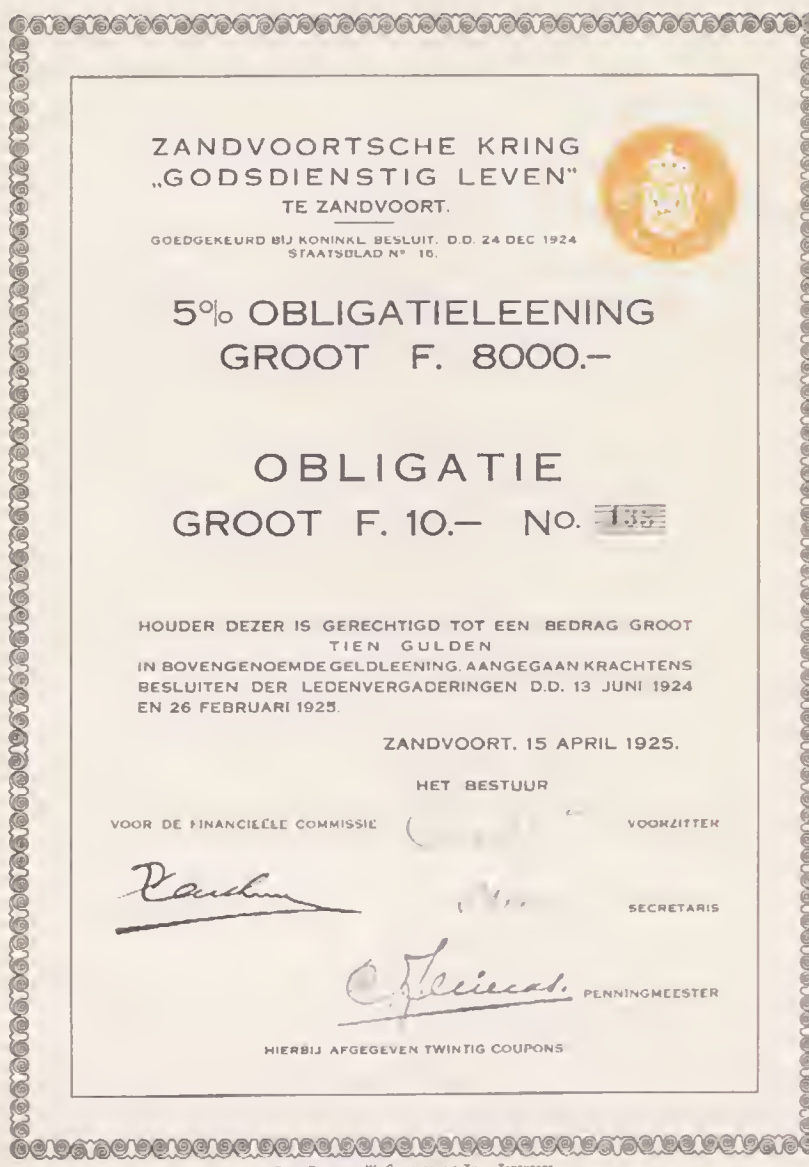 ZANDVOORTSCHE KRING
„GODSDIENSTIG LEVEN"
TE ZANDVOORT.
GOEDGEKEURD BIJ KONINKL. BESLUIT. D.D. 24 DEC 1924
STAATSBLAD Nº 16.
5% OBLIGATIELEENING
GROOT F. 8000.–
OBLIGATIE
GROOT F. 10.– No. 133
HOUDER DEZER IS GERECHTIGD TOT EEN BEDRAG GROOT
TIEN GULDEN
IN BOVENGENOEMDE GELDLEENING. AANGEGAAN KRACHTENS
BESLUITEN DER LEDENVERGADERINGEN D.D. 13 JUNI 1924
EN 26 FEBRUARI 1925.
ZANDVOORT. 15 APRIL 1925.
HET BESTUUR
VOOR DE FINANCIEËLE COMMISSIE VOORZITTER
SECRETARIS
PENNINGMEESTER
HIERBIJ AFGEGEVEN TWINTIG COUPONS